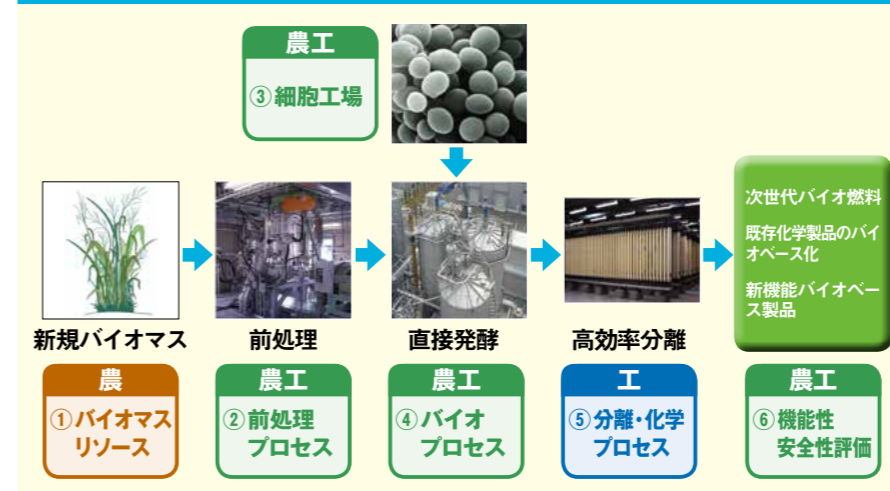 農工
③細胞工場
新規バイオマス
前処理
直接発酵
高効率分離
次世代バイオ燃料
既存化学製品のバイ
オベース化
新機能バイオベー
ス製品
農
①バイオマス
リソース
農工
②前処理
プロセス
農工
④バイオ
プロセス
工
⑤分離・化学
プロセス
農工
⑥機能性
安全性評価